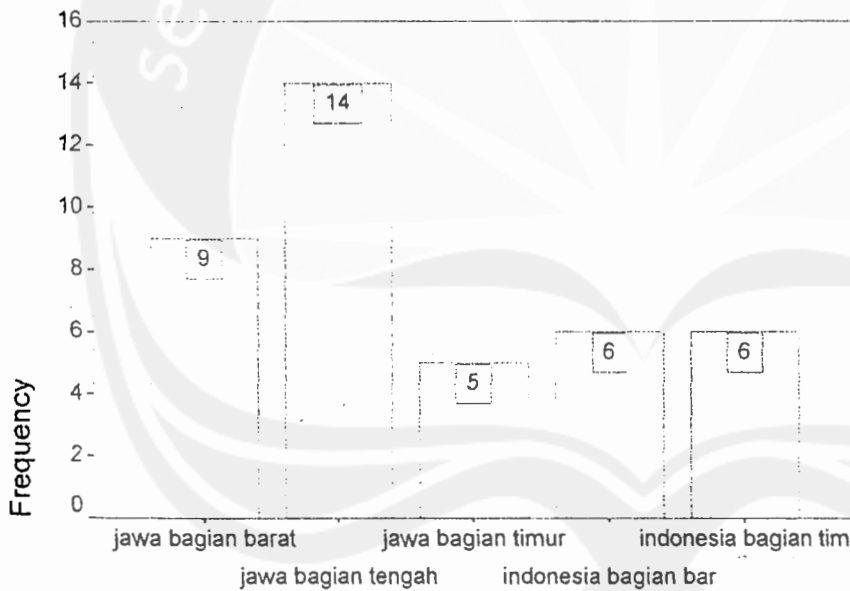 se
16
14
14
12
10
9
8
6
6
6
5
4
2
0
Frequency
jawa bagian barat
jawa bagian timur
indonesia bagian tim
jawa bagian tengah
indonesia bagian bar